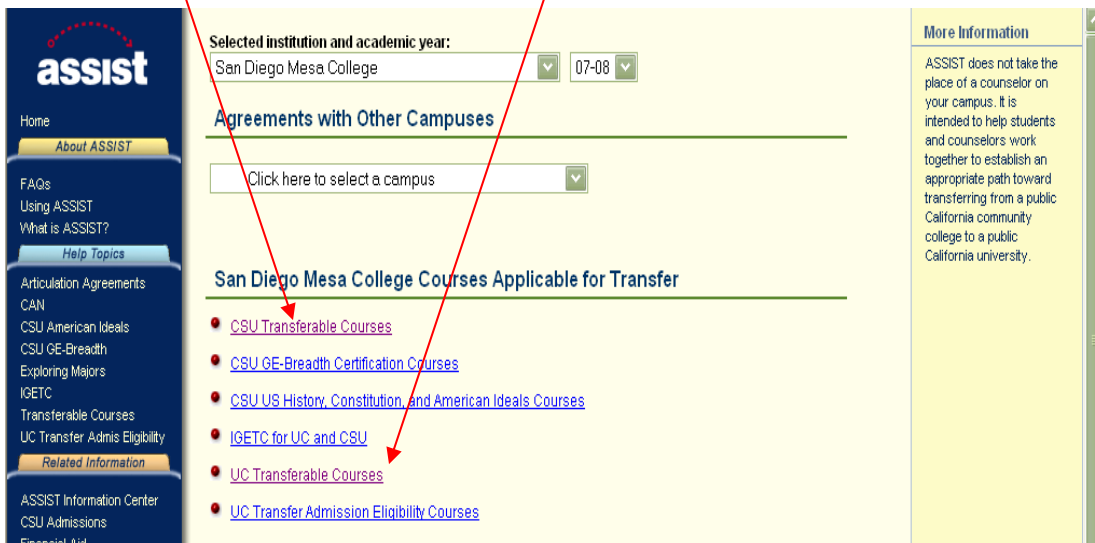 assist
Home
About ASSIST
FAQs
Using ASSIST
What is ASSIST?
Help Topics
Articulation Agreements
CAN
CSU American Ideals
CSU GE-Breadth
Exploring Majors
IGETC
Transferable Courses
UC Transfer Admis Eligibility
Related Information
ASSIST Information Center
CSU Admissions
Financial Aid
Selected institution and academic year:
San Diego Mesa College 07-08
Agreements with Other Campuses
Click here to select a campus
San Diego Mesa College Courses Applicable for Transfer
CSU Transferable Courses
CSU GE-Breadth Certification Courses
CSU US History, Constitution, and American Ideals Courses
IGETC for UC and CSU
UC Transferable Courses
UC Transfer Admission Eligibility Courses
More Information
ASSIST does not take the
place of a counselor on
your campus. It is
intended to help students
and counselors work
together to establish an
appropriate path toward
transferring from a public
California community
college to a public
California university.